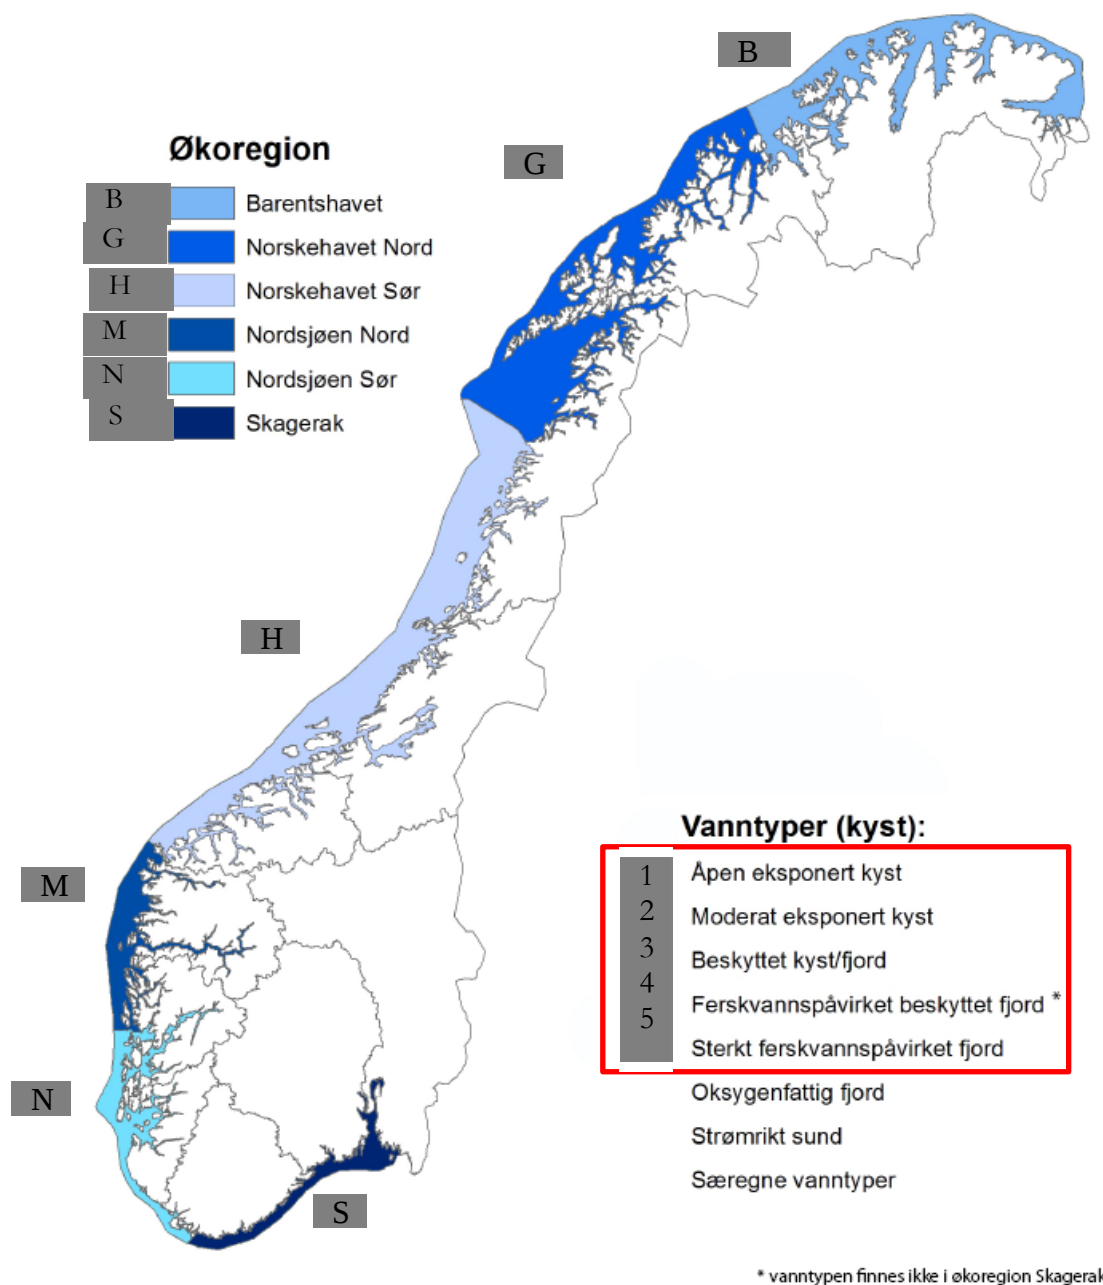 B
G
Økoregion
B Barentshavet
G Norskehavet Nord
H Norskehavet Sør
M Nordsjøen Nord
N Nordsjøen Sør
S Skagerak
H
M
N
S
Vanntyper (kyst):
1 Åpen eksponert kyst
2 Moderat eksponert kyst
3 Beskyttet kyst/fjord
4 Ferskvannspåvirket beskyttet fjord *
5 Sterkt ferskvannspåvirket fjord
Oksygenfattig fjord
Strømrikt sund
Særegne vanntyper
* vanntypen finnes ikke i økoregion Skagerak